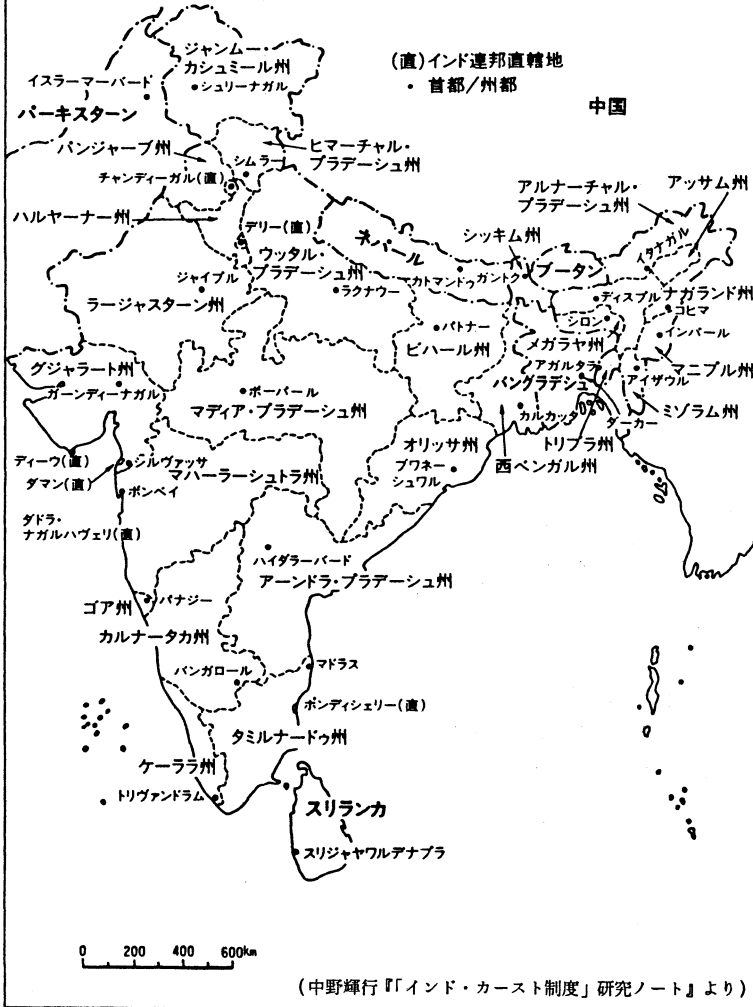 ジャンムー・
カシュミール州
イスラーマーバード
シュリーナガル
パーキスターン
(直)インド連邦直轄地
・ 首都/州都
中国
パンジャーブ州
ヒマーチャル・
プラデーシュ州
シムラー
チャンディーガル(直)
アッサム州
アルナーチャル・
プラデーシュ州
ハルヤーナー州
デリー(直)
ネパール
シッキム州
イタナガル
ウッタル・
プラデーシュ州
ブータン
カトマンドゥ
ガントク
ジャイプル
ラクナウー
ディスプル
ナガランド州
ラージャスターン州
コヒマ
シロン
パトナー
インパール
ビハール州
メガラヤ州
グジャラート州
アガルタラ
マニプル州
バングラデシュ
アイザウル
ガーンディーナガル
ボーパール
マディア・プラデーシュ州
カルカッタ
ミゾラム州
ダーカー
オリッサ州
トリプラ州
ディーウ(直)
シルヴァッサ
ブワネー
シュワル
西ベンガル州
マハーラーシュトラ州
ダマン(直)
ボンベイ
ダドラ・
ナガルハヴェリ(直)
ハイダラーバード
アーンドラ・プラデーシュ州
ゴア州
パナジー
カルナータカ州
バンガロール
マドラス
ポンディシェリー(直)
タミルナードゥ州
ケーララ州
トリヴァンドラム
スリランカ
スリジャヤワルデナプラ
0 200 400 600km
(中野輝行『「インド・カースト制度」研究ノート』より)